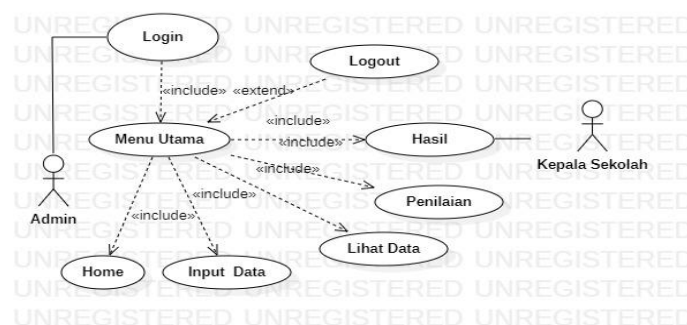 UNREGISTERED UNREGISTERED UNREGISTERED
Login
Logout
«include»
«extend»
«include»
Menu Utama
«include»
Hasil
Kepala Sekolah
«include»
Admin
«include»
Penilaian
«include»
Lihat Data
Home
Input Data